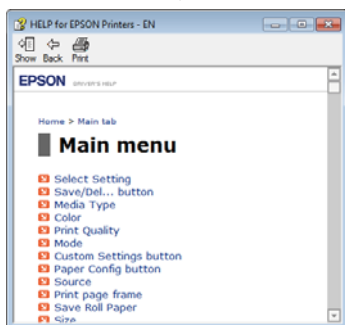 HELP for EPSON Printers - EN
Show Back Print
EPSON DRIVER'S HELP
Home > Main tab
Main menu
Select Setting
Save/Del... button
Media Type
Color
Print Quality
Mode
Custom Settings button
Paper Config button
Source
Print page frame
Save Roll Paper
Size